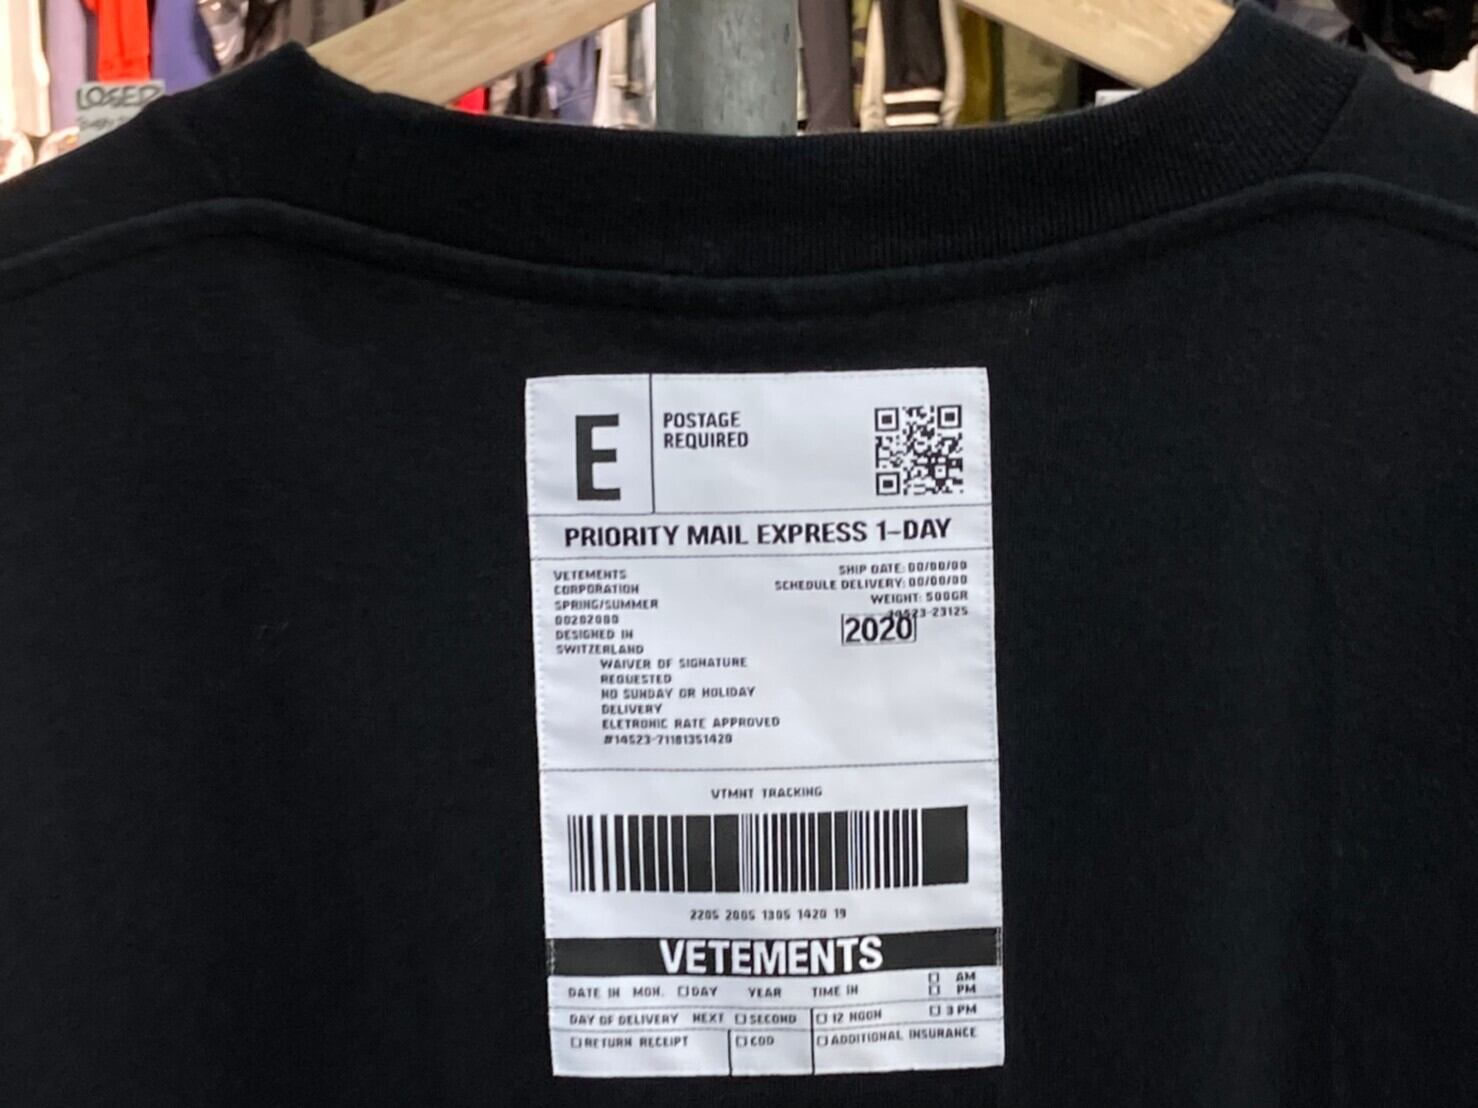 LOSER
E
POSTAGE
REQUIRED
PRIORITY MAIL EXPRESS 1-DAY
VETEMENTS
CORPORATION
SPRING/SUMMER
00202000
DESIGNED IN
SWITZERLAND
SHIP DATE: 00/00/00
SCHEDULE DELIVERY: 00/00/00
WEIGHT: 500GR
14523-23125
2020
WAIVER OF SIGNATURE
REQUESTED
NO SUNDAY OR HOLIDAY
DELIVERY
ELETRONIC RATE APPROVED
#14523-71181351420
VTMNT TRACKING
2205 2005 1305 1420 19
VETEMENTS
DATE IN MON. DAY YEAR TIME IN AM
PM
DAY OF DELIVERY NEXT SECOND 12 NOON 3 PM
RETURN RECEIPT COD ADDITIONAL INSURANCE